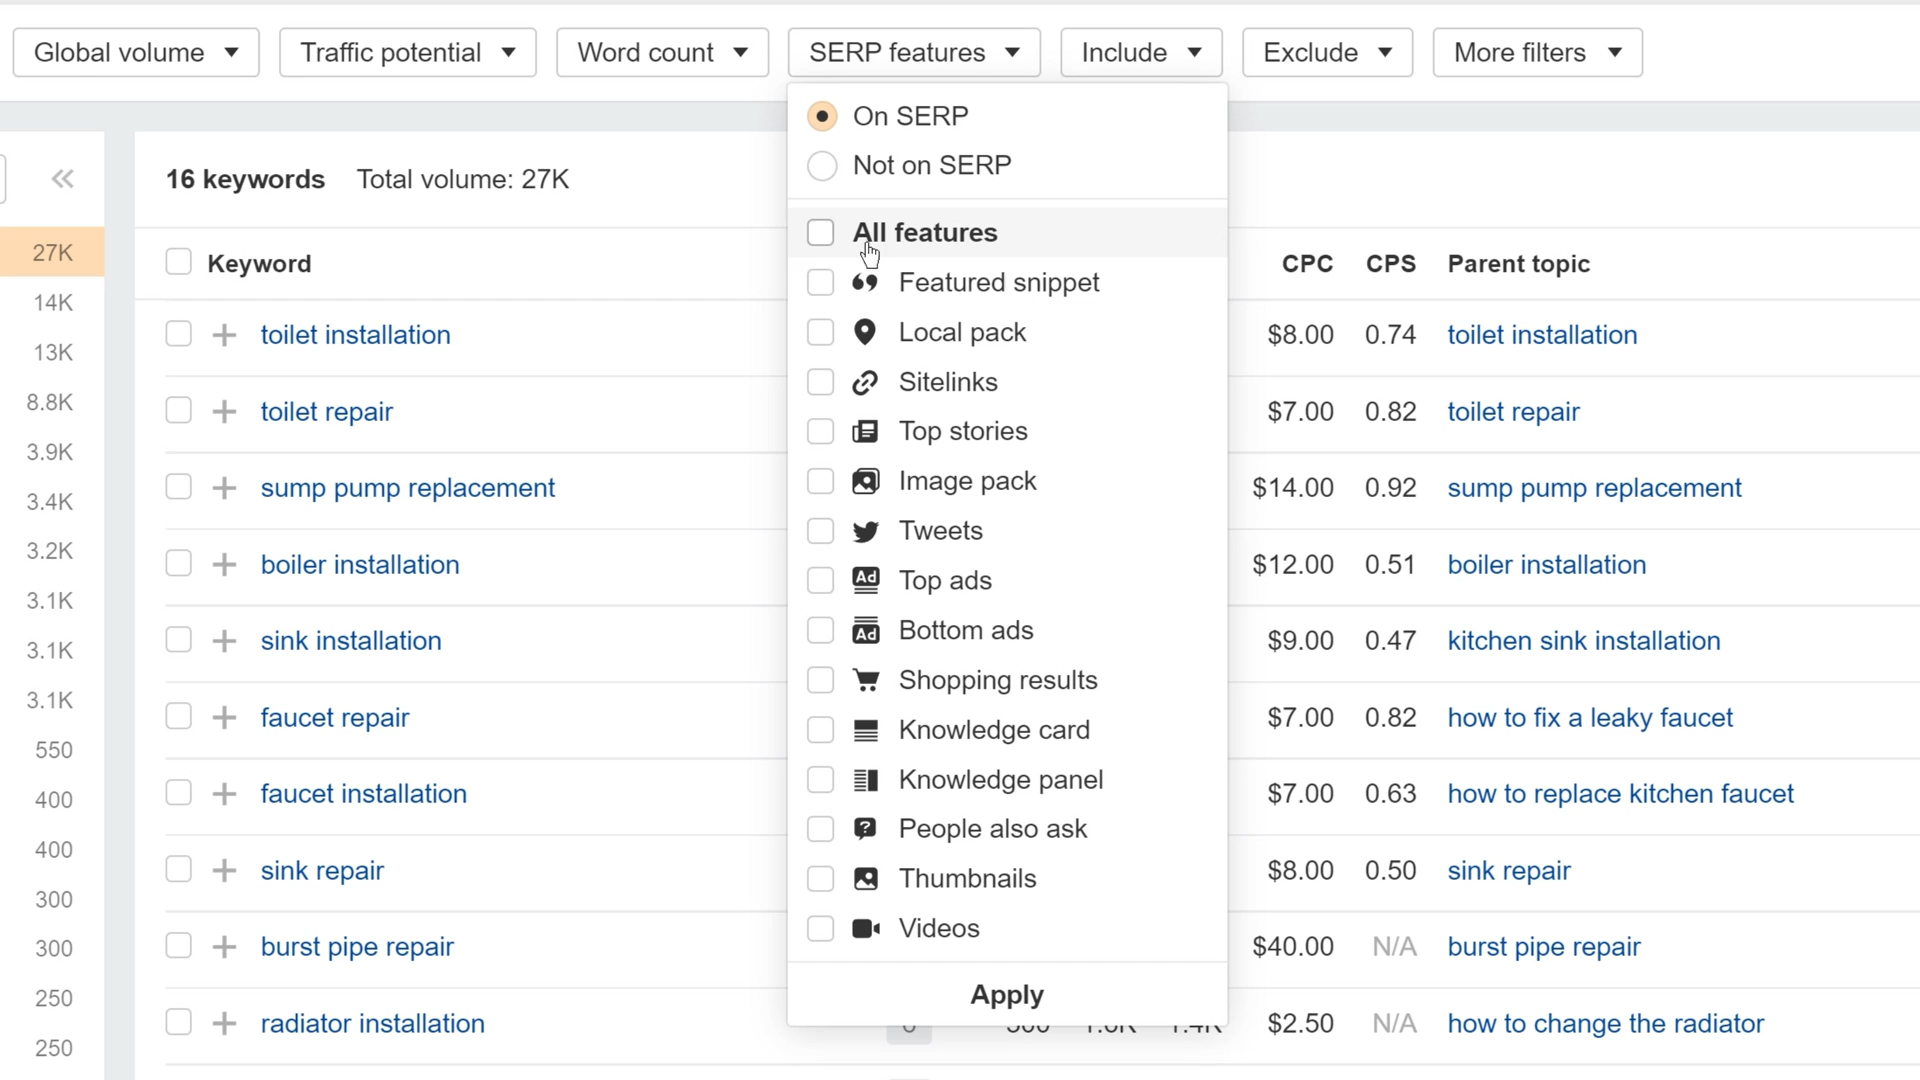 Global volume Traffic potential Word count SERP features Include Exclude More filters
On SERP
Not on SERP
16 keywords Total volume: 27K
All features
Featured snippet
Local pack
Sitelinks
Top stories
Image pack
Tweets
Ad Top ads
Ad Bottom ads
Shopping results
Knowledge card
Knowledge panel
People also ask
Thumbnails
Videos
Apply
27K
14K
13K
8.8K
3.9K
3.4K
3.2K
3.1K
3.1K
3.1K
550
400
400
300
300
250
250
Keyword CPC CPS Parent topic
toilet installation $8.00 0.74 toilet installation
toilet repair $7.00 0.82 toilet repair
sump pump replacement $14.00 0.92 sump pump replacement
boiler installation $12.00 0.51 boiler installation
sink installation $9.00 0.47 kitchen sink installation
faucet repair $7.00 0.82 how to fix a leaky faucet
faucet installation $7.00 0.63 how to replace kitchen faucet
sink repair $8.00 0.50 sink repair
burst pipe repair $40.00 N/A burst pipe repair
radiator installation $2.50 N/A how to change the radiator